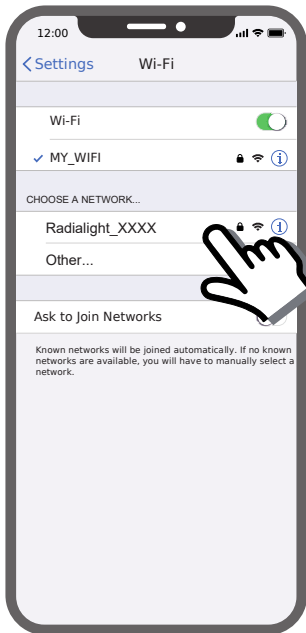 12:00
Settings Wi-Fi
Wi-Fi
MY_WIFI
CHOOSE A NETWORK...
Radialight_XXXX
Other...
Ask to Join Networks
Known networks will be joined automatically. If no known
networks are available, you will have to manually select a
network.